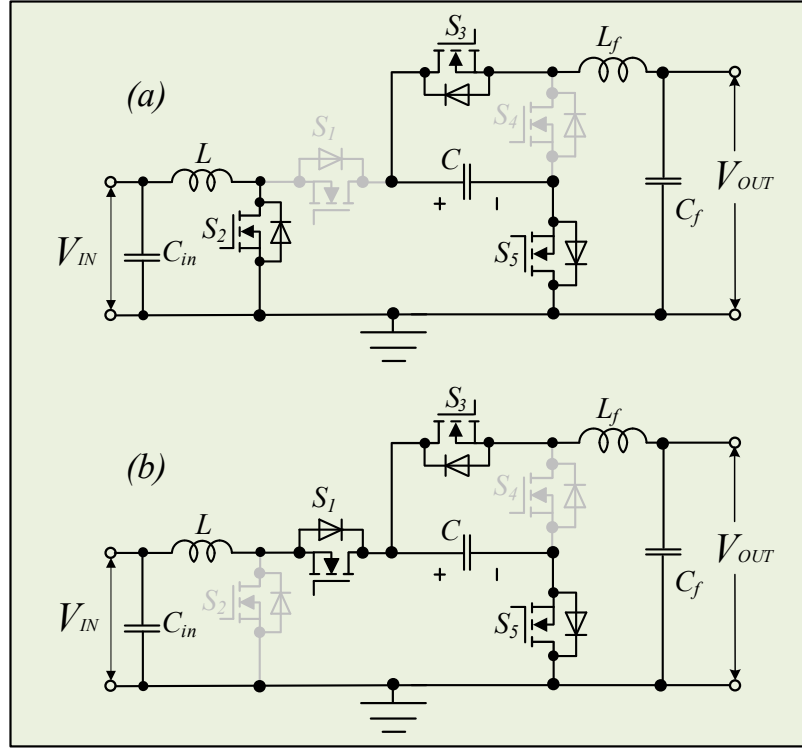 (a)
S3
Lf
S1
S4
L
C
+ −
VIN
Cin
S2
S5
Cf
VOUT
(b)
S3
Lf
S1
S4
L
C
+ −
VIN
Cin
S2
S5
Cf
VOUT